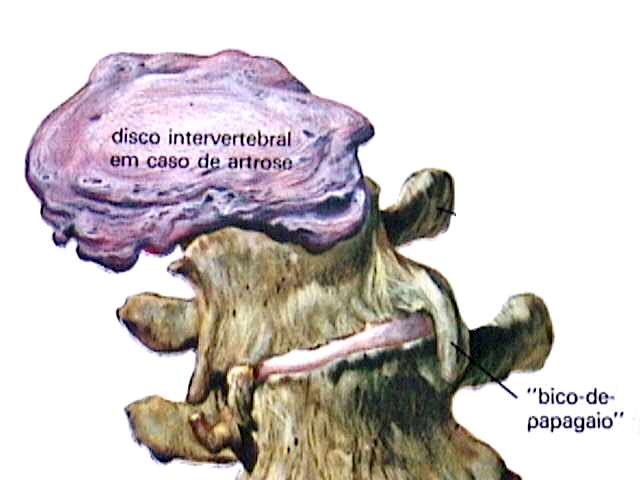 disco intervertebral
em caso de artrose
"bico-de-
papagaio"